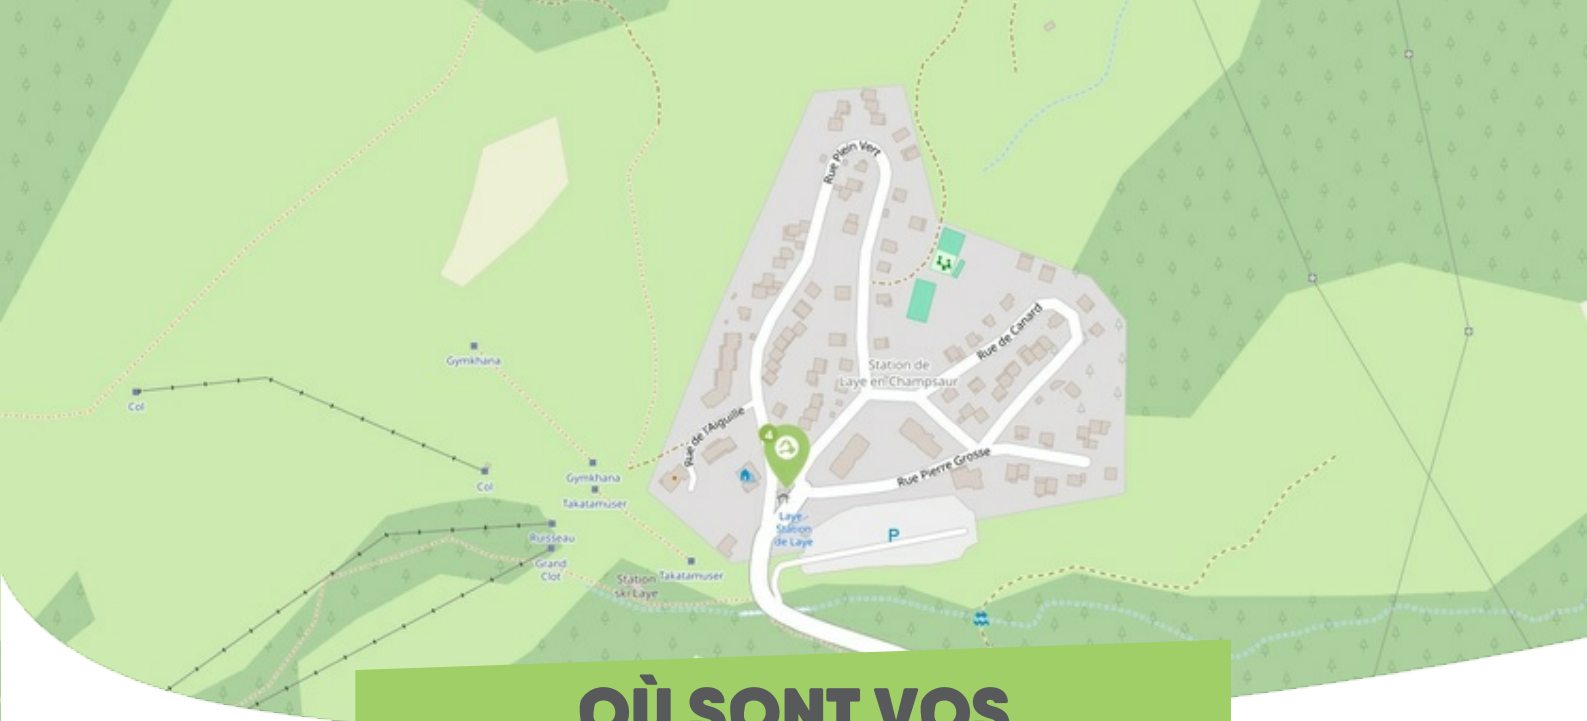 Rue Plein Vert
Rue de Canard
Gymkhana
Station de
Laye en Champsaur
Col
Rue de l'Aiguille
4
Rue Pierre Grosse
Col
Gymkhana
Takatamuser
Laye -
Station
de Laye
P
Ruisseau
Grand
Clot
Station
ski Laye
Takatamuser
OÙ SONT VOS